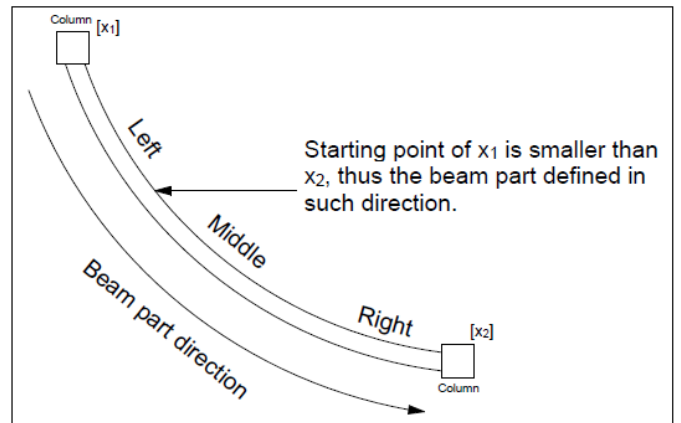 Column [x1]
Left
Starting point of x1 is smaller than
x2, thus the beam part defined in
such direction.
Middle
Beam part direction
Right
[x2]
Column